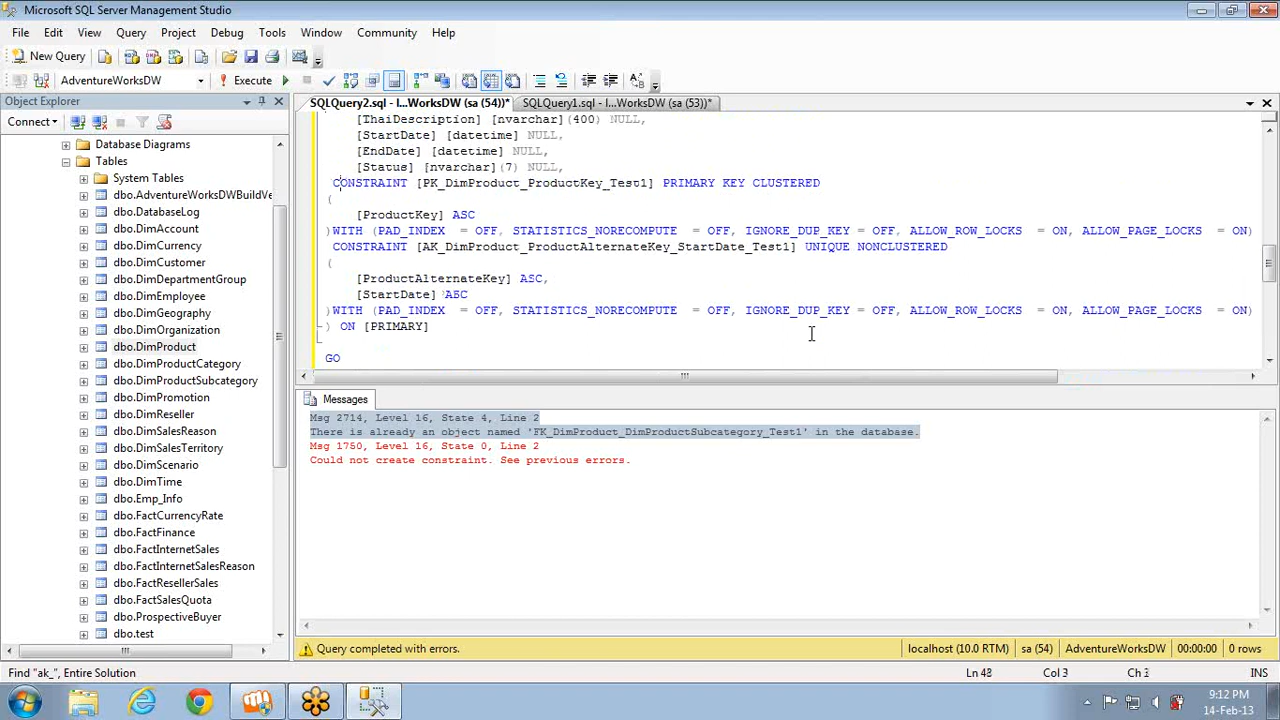 Microsoft SQL Server Management Studio
File Edit View Query Project Debug Tools Window Community Help
New Query
AdventureWorksDW Execute
Object Explorer
SQLQuery2.sql - l...WorksDW (sa (54))* SQLQuery1.sql - l...WorksDW (sa (53))*
Connect
Database Diagrams
Tables
System Tables
dbo.AdventureWorksDWBuildVe
dbo.DatabaseLog
dbo.DimAccount
dbo.DimCurrency
dbo.DimCustomer
dbo.DimDepartmentGroup
dbo.DimEmployee
dbo.DimGeography
dbo.DimOrganization
dbo.DimProduct
dbo.DimProductCategory
dbo.DimProductSubcategory
dbo.DimPromotion
dbo.DimReseller
dbo.DimSalesReason
dbo.DimSalesTerritory
dbo.DimScenario
dbo.DimTime
dbo.Emp_Info
dbo.FactCurrencyRate
dbo.FactFinance
dbo.FactInternetSales
dbo.FactInternetSalesReason
dbo.FactResellerSales
dbo.FactSalesQuota
dbo.ProspectiveBuyer
dbo.test
[ThaiDescription] [nvarchar](400) NULL,
[StartDate] [datetime] NULL,
[EndDate] [datetime] NULL,
[Status] [nvarchar](7) NULL,
CONSTRAINT [PK_DimProduct_ProductKey_Test1] PRIMARY KEY CLUSTERED
(
[ProductKey] ASC
)WITH (PAD_INDEX = OFF, STATISTICS_NORECOMPUTE = OFF, IGNORE_DUP_KEY = OFF, ALLOW_ROW_LOCKS = ON, ALLOW_PAGE_LOCKS = ON)
CONSTRAINT [AK_DimProduct_ProductAlternateKey_StartDate_Test1] UNIQUE NONCLUSTERED
(
[ProductAlternateKey] ASC,
[StartDate] ASC
)WITH (PAD_INDEX = OFF, STATISTICS_NORECOMPUTE = OFF, IGNORE_DUP_KEY = OFF, ALLOW_ROW_LOCKS = ON, ALLOW_PAGE_LOCKS = ON)
) ON [PRIMARY]
GO
Messages
Msg 2714, Level 16, State 4, Line 2
There is already an object named 'FK_DimProduct_DimProductSubcategory_Test1' in the database.
Msg 1750, Level 16, State 0, Line 2
Could not create constraint. See previous errors.
Query completed with errors. localhost (10.0 RTM) sa (54) AdventureWorksDW 00:00:00 0 rows
Find "ak_", Entire Solution Ln 48 Col 3 Ch 3 INS
9:12 PM
14-Feb-13